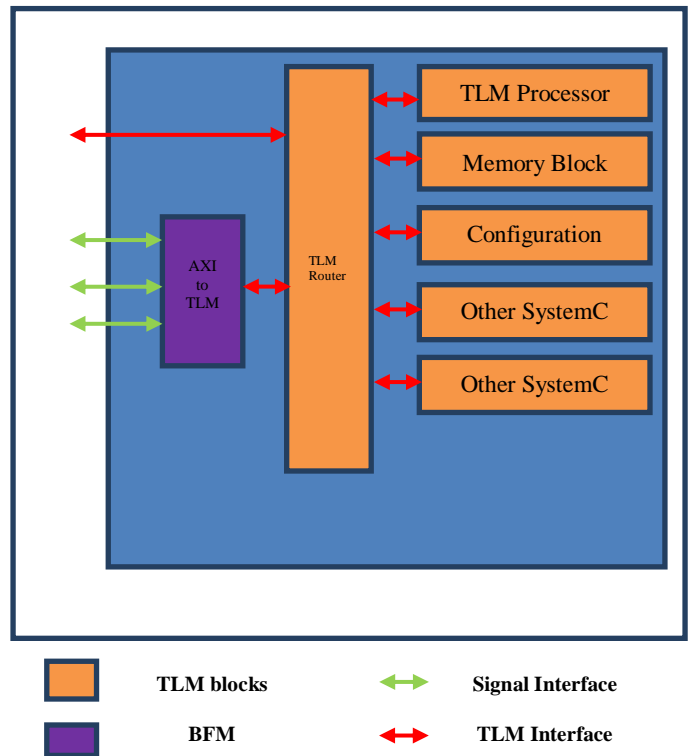 TLM Processor
Memory Block
Configuration
Other SystemC
Other SystemC
TLM
Router
AXI
to
TLM
TLM blocks
Signal Interface
BFM
TLM Interface